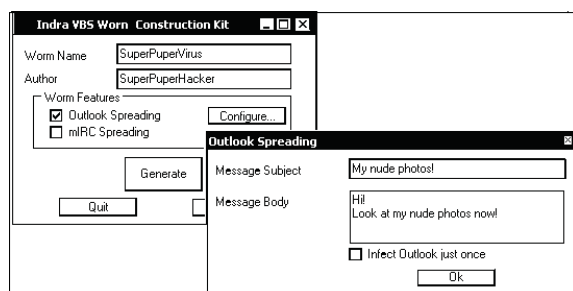 Indra VBS Worn Construction Kit
Worm Name
SuperPuperVirus
Author
SuperPuperHacker
Worm Features
Outlook Spreading
Configure...
mIRC Spreading
Generate
Quit
Outlook Spreading
Message Subject
My nude photos!
Message Body
Hi!
Look at my nude photos now!
Infect Outlook just once
Ok